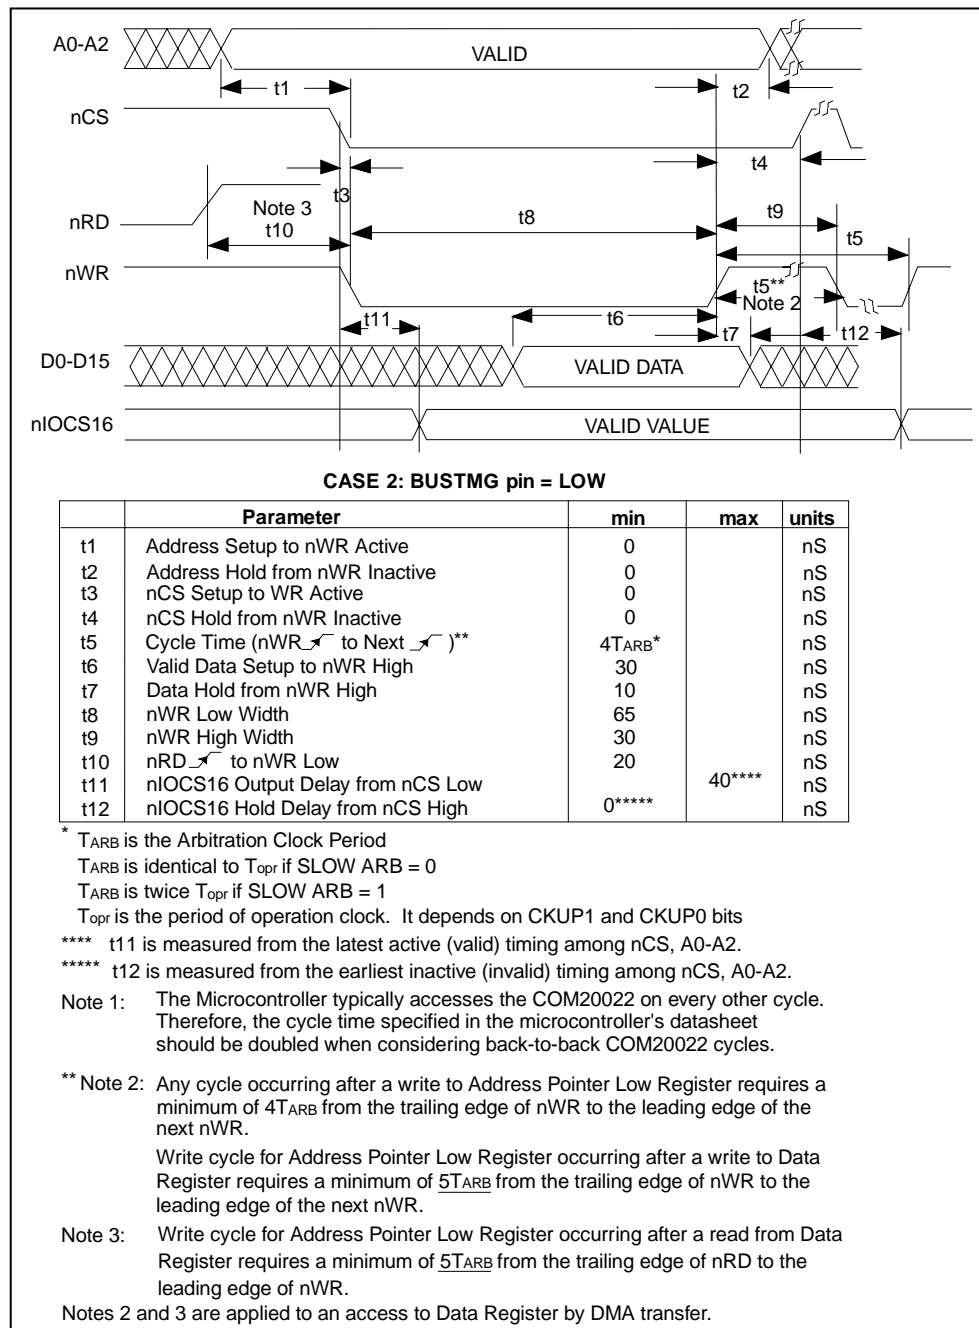 A0-A2
VALID
t1
t2
nCS
t3
t4
nRD
Note 3
t10
t8
t9
t5
nWR
t5**
Note 2
t11
t6
t7
t12
D0-D15
VALID DATA
nIOCS16
VALID VALUE
CASE 2: BUSTMG pin = LOW
Parameter min max units
t1 Address Setup to nWR Active 0 nS
t2 Address Hold from nWR Inactive 0 nS
t3 nCS Setup to WR Active 0 nS
t4 nCS Hold from nWR Inactive 0 nS
t5 Cycle Time (nWR to Next )** 4TARB* nS
t6 Valid Data Setup to nWR High 30 nS
t7 Data Hold from nWR High 10 nS
t8 nWR Low Width 65 nS
t9 nWR High Width 30 nS
t10 nRD to nWR Low 20 nS
t11 nIOCS16 Output Delay from nCS Low 40**** nS
t12 nIOCS16 Hold Delay from nCS High 0***** nS
* TARB is the Arbitration Clock Period
TARB is identical to Topr if SLOW ARB = 0
TARB is twice Topr if SLOW ARB = 1
Topr is the period of operation clock. It depends on CKUP1 and CKUP0 bits
**** t11 is measured from the latest active (valid) timing among nCS, A0-A2.
***** t12 is measured from the earliest inactive (invalid) timing among nCS, A0-A2.
Note 1: The Microcontroller typically accesses the COM20022 on every other cycle.
Therefore, the cycle time specified in the microcontroller's datasheet
should be doubled when considering back-to-back COM20022 cycles.
** Note 2: Any cycle occurring after a write to Address Pointer Low Register requires a
minimum of 4TARB from the trailing edge of nWR to the leading edge of the
next nWR.
Write cycle for Address Pointer Low Register occurring after a write to Data
Register requires a minimum of 5TARB from the trailing edge of nWR to the
leading edge of the next nWR.
Note 3: Write cycle for Address Pointer Low Register occurring after a read from Data
Register requires a minimum of 5TARB from the trailing edge of nRD to the
leading edge of nWR.
Notes 2 and 3 are applied to an access to Data Register by DMA transfer.